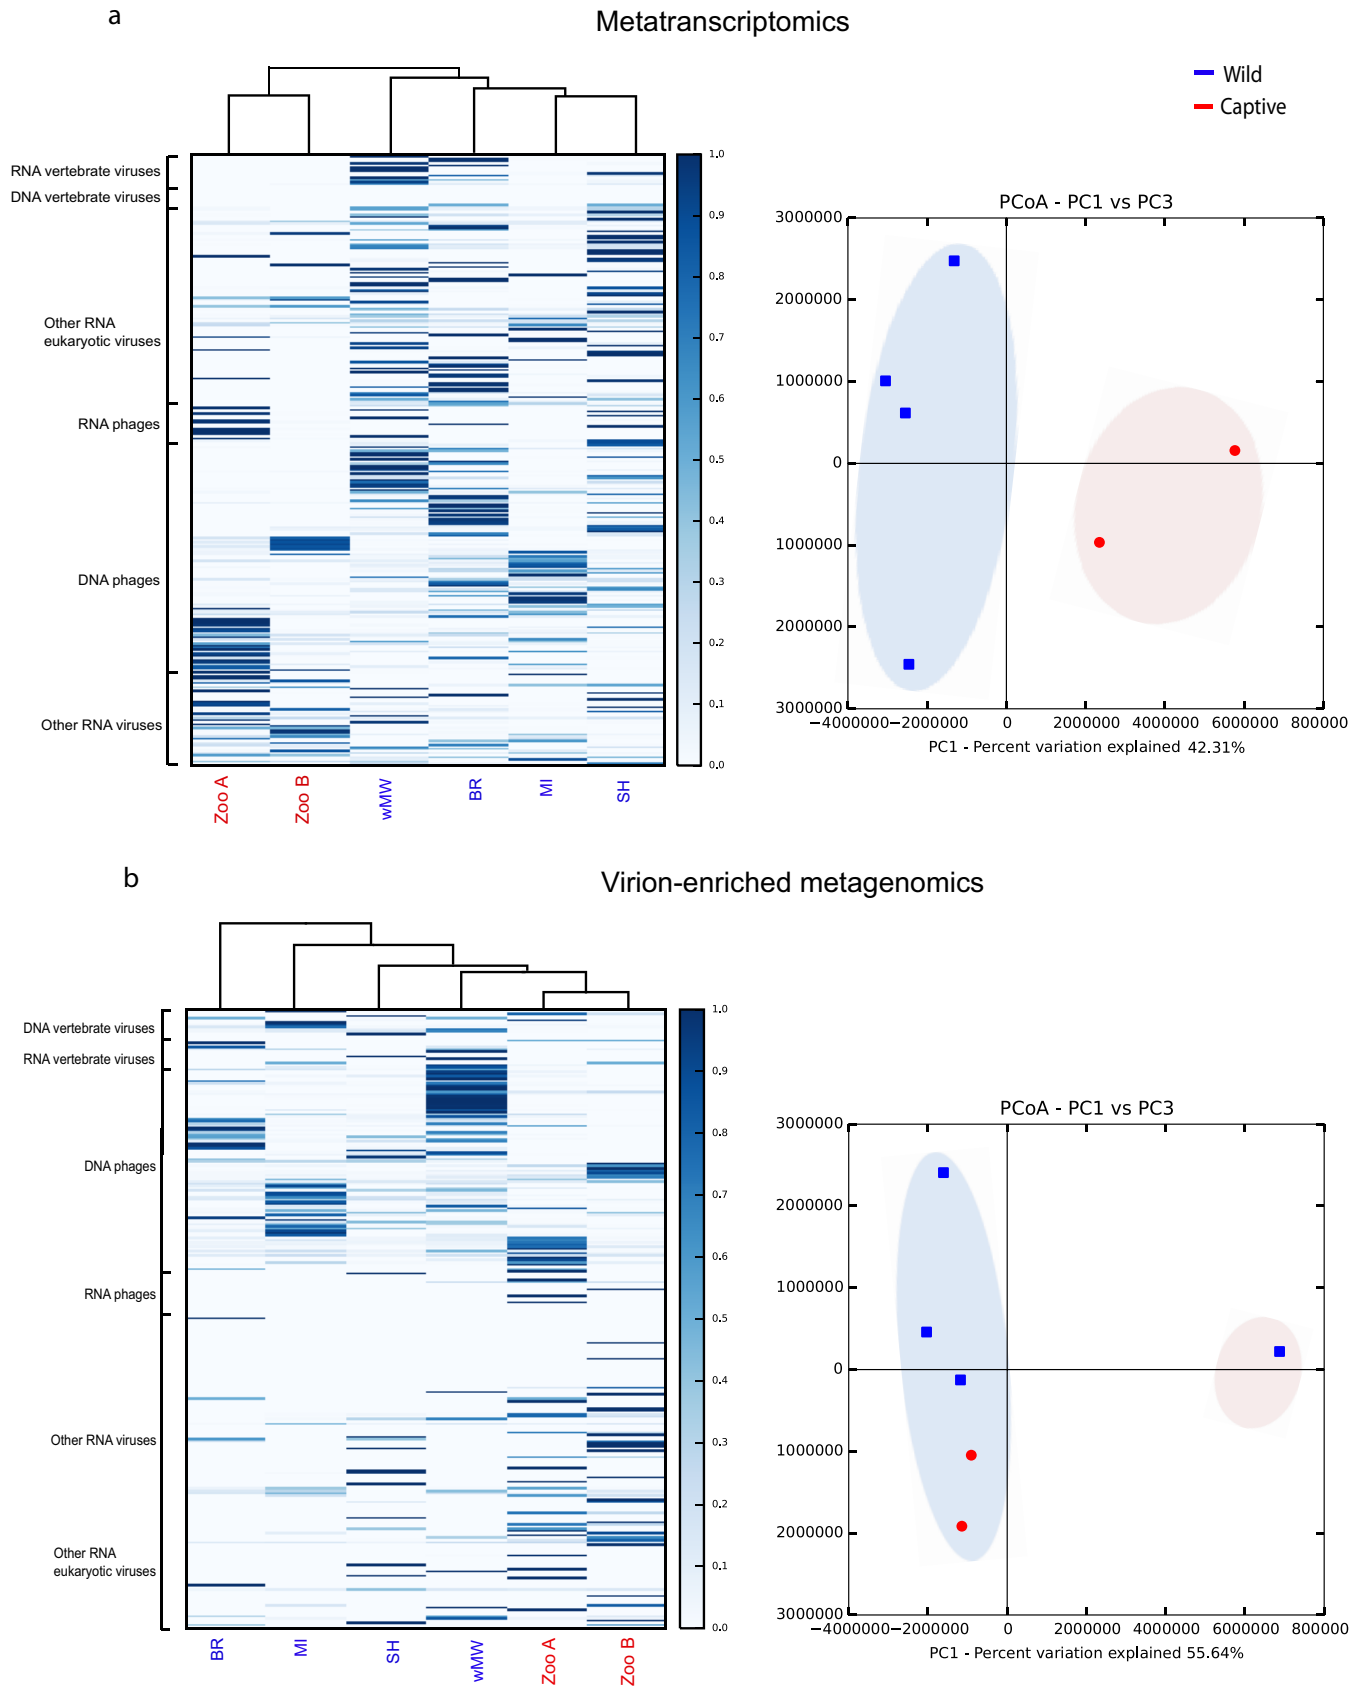 a
Metatranscriptomics
Wild
Captive
RNA vertebrate viruses
DNA vertebrate viruses
Other RNA
eukaryotic viruses
RNA phages
DNA phages
Other RNA viruses
1.0
0.9
0.8
0.7
0.6
0.5
0.4
0.3
0.2
0.1
0.0
Zoo A
Zoo B
wMW
BR
MI
SH
PCoA - PC1 vs PC3
3000000
2000000
1000000
0
1000000
2000000
3000000
−4000000 −2000000 0 2000000 4000000 6000000 800000
PC1 - Percent variation explained 42.31%
b
Virion-enriched metagenomics
DNA vertebrate viruses
RNA vertebrate viruses
DNA phages
RNA phages
Other RNA viruses
Other RNA
eukaryotic viruses
1.0
0.9
0.8
0.7
0.6
0.5
0.4
0.3
0.2
0.1
0.0
BR
MI
SH
wMW
Zoo A
Zoo B
PCoA - PC1 vs PC3
3000000
2000000
1000000
0
1000000
2000000
3000000
−4000000 −2000000 0 2000000 4000000 6000000 800000
PC1 - Percent variation explained 55.64%